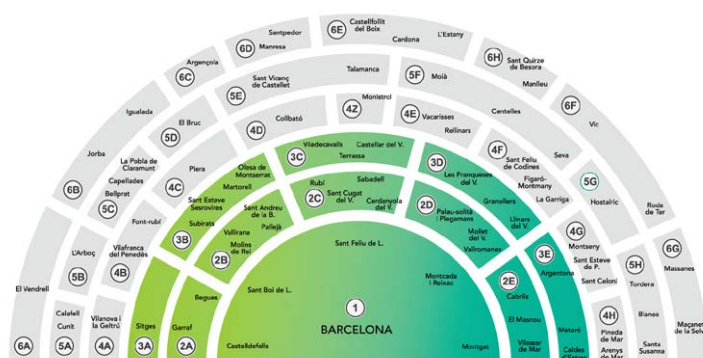 6E
Castellfollit
del Boix
L'Estany
Cardona
Santpedor
6D
Manresa
6H
Sant Quirze
de Besora
Manlleu
Argençola
6C
Talamanca
5F
Moià
Sant Vicenç
de Castellet
5E
6F
Vic
Igualada
El Bruc
5D
4D
Collbató
4Z
Monistrol
4E
Vacarisses
Rellinars
Centelles
Jorba
6B
La Pobla de
Claramunt
Capellades
Bellprat
5C
Piera
4C
Olesa de
Montserrat
Martorell
Sant Esteve
Sesrovires
Subirats
3B
Viladecavalls
3C
Terrassa
Castellar del V.
3D
Les Franqueses
del V.
Granollers
Llinars
del V.
4F
Sant Feliu
de Codines
Figaró-
Montmany
La Garriga
Seva
5G
Hostalric
Roda
de Ter
Font-rubí
Vilafranca
del Penedès
4B
L'Arboç
5B
Sant Andreu
de la B.
Pallejà
Vallirana
Molins
de Rei
2B
Rubí
2C
Sant Cugat
del V.
Sabadell
Cerdanyola
del V.
2D
Palau-solità
i Plegamans
Mollet
del V.
Vallromanes
3E
Argentona
4G
Montseny
Sant Esteve
de P.
Sant Celoni
5H
Tordera
6G
Massanes
El Vendrell
Calafell
Cunit
Vilanova i
la Geltrú
6A
5A
4A
Sitges
3A
Begues
Garraf
2A
Sant Feliu de L.
Sant Boi de L.
Montcada
i Reixac
1
BARCELONA
Castelldefells
Montgat
2E
Cabrils
El Masnou
Vilassar
de Mar
Mataró
Caldes
4H
Pineda
de Mar
Arenys
de Mar
Blanes
Santa
Susanna
Maçanet
de la Selva